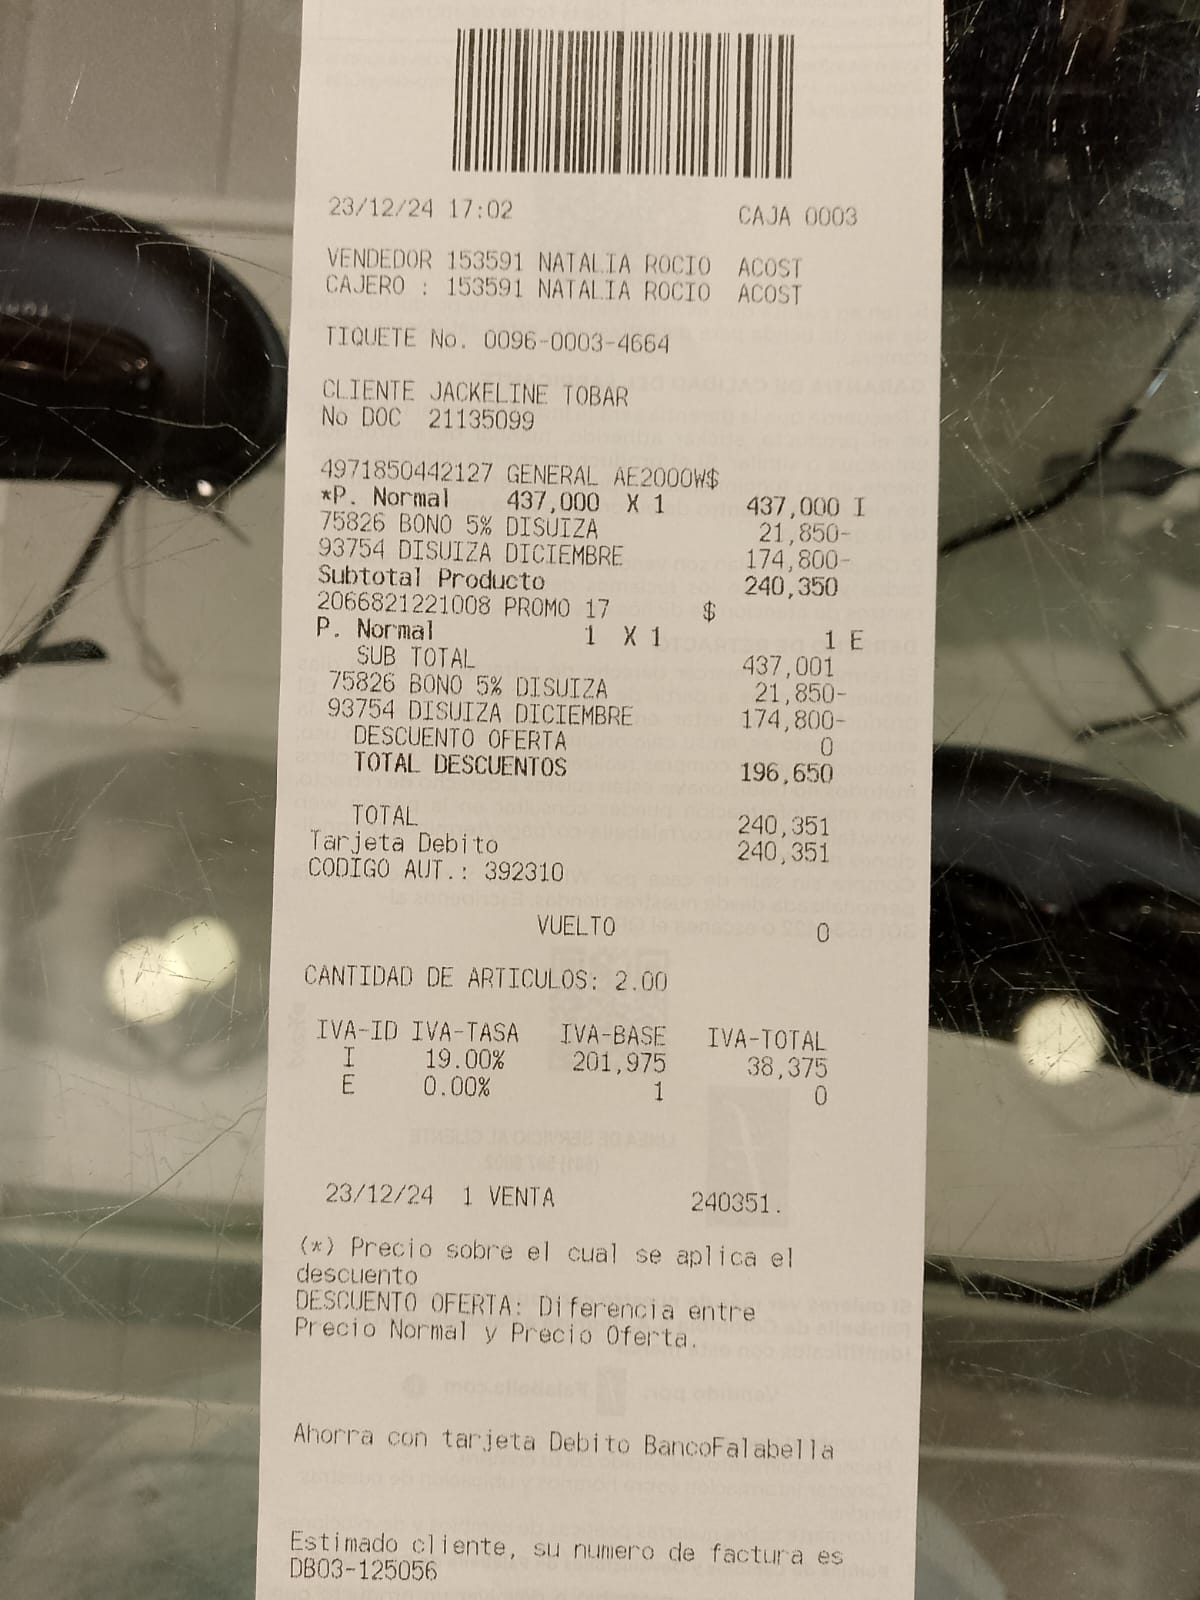 23/12/24 17:02 CAJA 0003
VENDEDOR 153591 NATALIA ROCIO ACOST
CAJERO : 153591 NATALIA ROCIO ACOST
TIQUETE No. 0096-0003-4664
CLIENTE JACKELINE TOBAR
No DOC 21135099
4971850442127 GENERAL AE2000W$
*P. Normal 437,000 X 1 437,000 I
75826 BONO 5% DISUIZA 21,850-
93754 DISUIZA DICIEMBRE 174,800-
Subtotal Producto 240,350
2066821221008 PROMO 17 $
P. Normal 1 X 1 1 E
SUB TOTAL 437,001
75826 BONO 5% DISUIZA 21,850-
93754 DISUIZA DICIEMBRE 174,800-
DESCUENTO OFERTA 0
TOTAL DESCUENTOS 196,650
TOTAL 240,351
Tarjeta Debito 240,351
CODIGO AUT.: 392310
VUELTO 0
CANTIDAD DE ARTICULOS: 2.00
IVA-ID IVA-TASA IVA-BASE IVA-TOTAL
I 19.00% 201,975 38,375
E 0.00% 1 0
23/12/24 1 VENTA 240351.
(*) Precio sobre el cual se aplica el
descuento
DESCUENTO OFERTA: Diferencia entre
Precio Normal y Precio Oferta.
Ahorra con tarjeta Debito BancoFalabella
Estimado cliente, su numero de factura es
DB03-125056